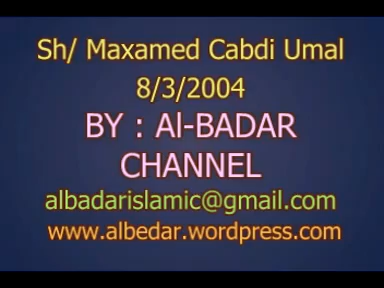 Sh/ Maxamed Cabdi Umal
8/3/2004
BY : Al-BADAR
CHANNEL
albadarislamic@gmail.com
www.albedar.wordpress.com